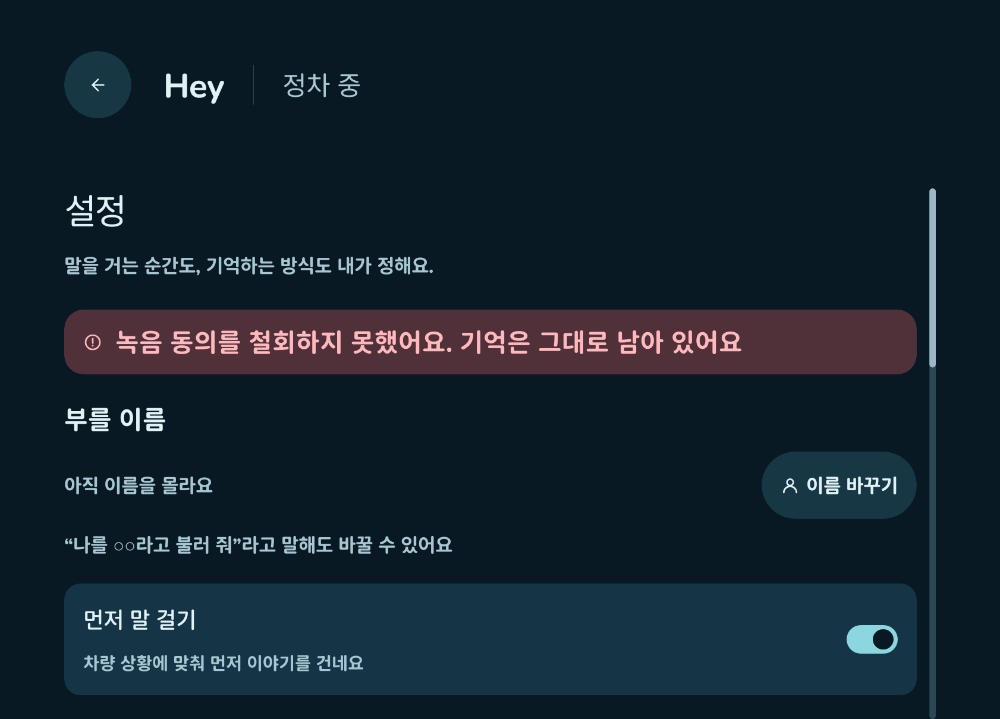 Hey
정차 중
설정
말을 거는 순간도, 기억하는 방식도 내가 정해요.
녹음 동의를 철회하지 못했어요. 기억은 그대로 남아 있어요
부를 이름
아직 이름을 몰라요
이름 바꾸기
“나를 ○○라고 불러 줘”라고 말해도 바꿀 수 있어요
먼저 말 걸기
차량 상황에 맞춰 먼저 이야기를 건네요